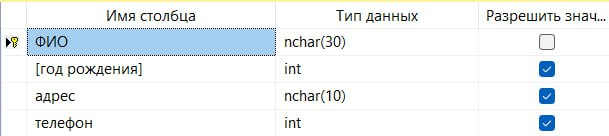 Имя столбца Тип данных Разрешить знач...
ФИО nchar(30)
[год рождения] int
адрес nchar(10)
телефон int